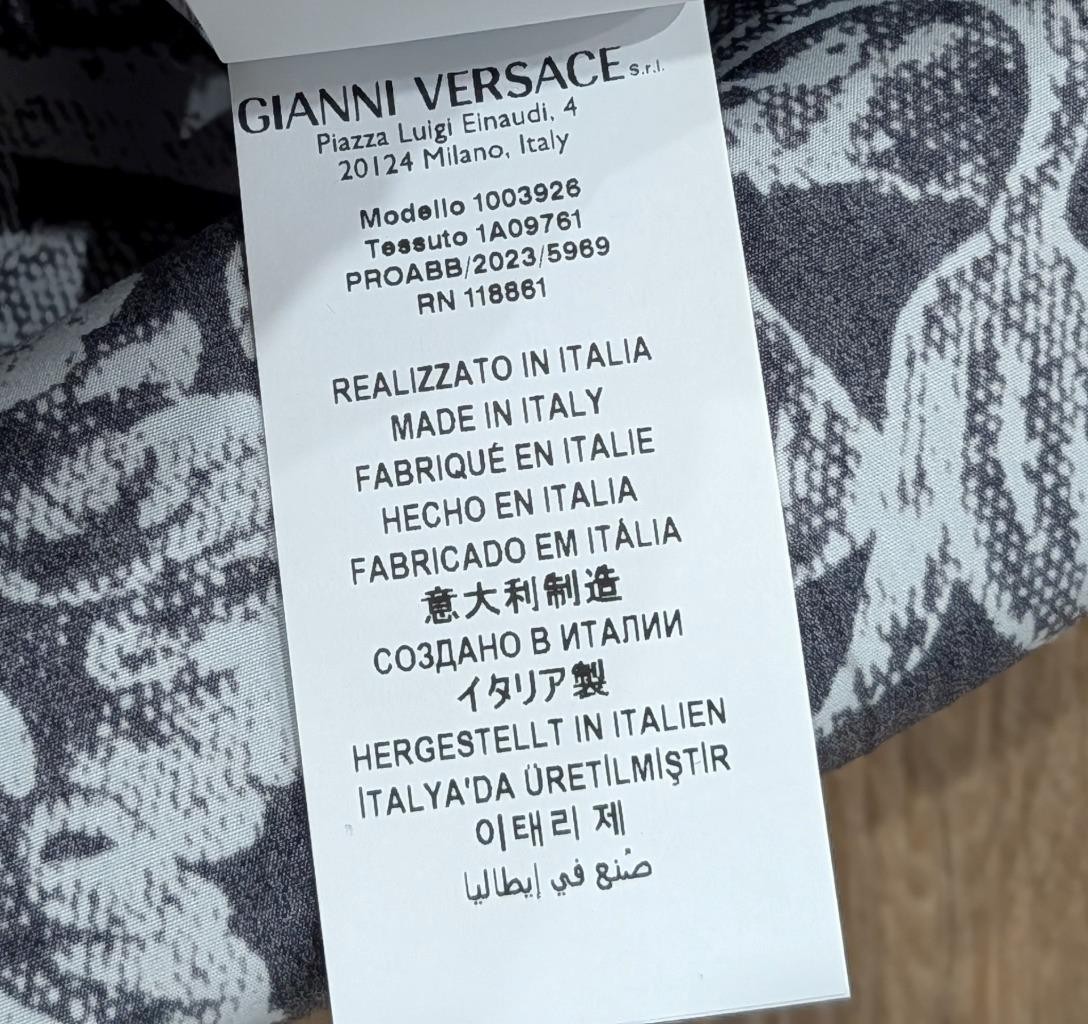 GIANNI VERSACE s.r.l.
Piazza Luigi Einaudi, 4
20124 Milano, Italy
Modello 1003926
Tessuto 1A09761
PROABB/2023/5969
RN 118861
REALIZZATO IN ITALIA
MADE IN ITALY
FABRIQUÉ EN ITALIE
HECHO EN ITALIA
FABRICADO EM ITÁLIA
意大利制造
СОЗДАНО В ИТАЛИИ
イタリア製
HERGESTELLT IN ITALIEN
İTALYA'DA ÜRETİLMİŞTİR
이태리 제
صُنع في إيطاليا